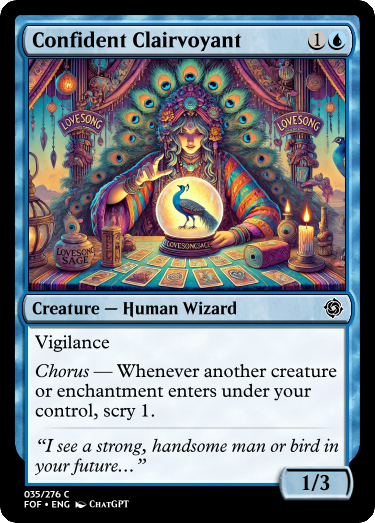 Confident Clairvoyant 1
LOVESONG
LOVESONG
LOVESONGSAGE
LOVESONG
SAGE
Creature — Human Wizard
Vigilance
Chorus — Whenever another creature
or enchantment enters under your
control, scry 1.
“I see a strong, handsome man or bird in
your future…”
1/3
035/276 C
FOF • ENG ChatGPT